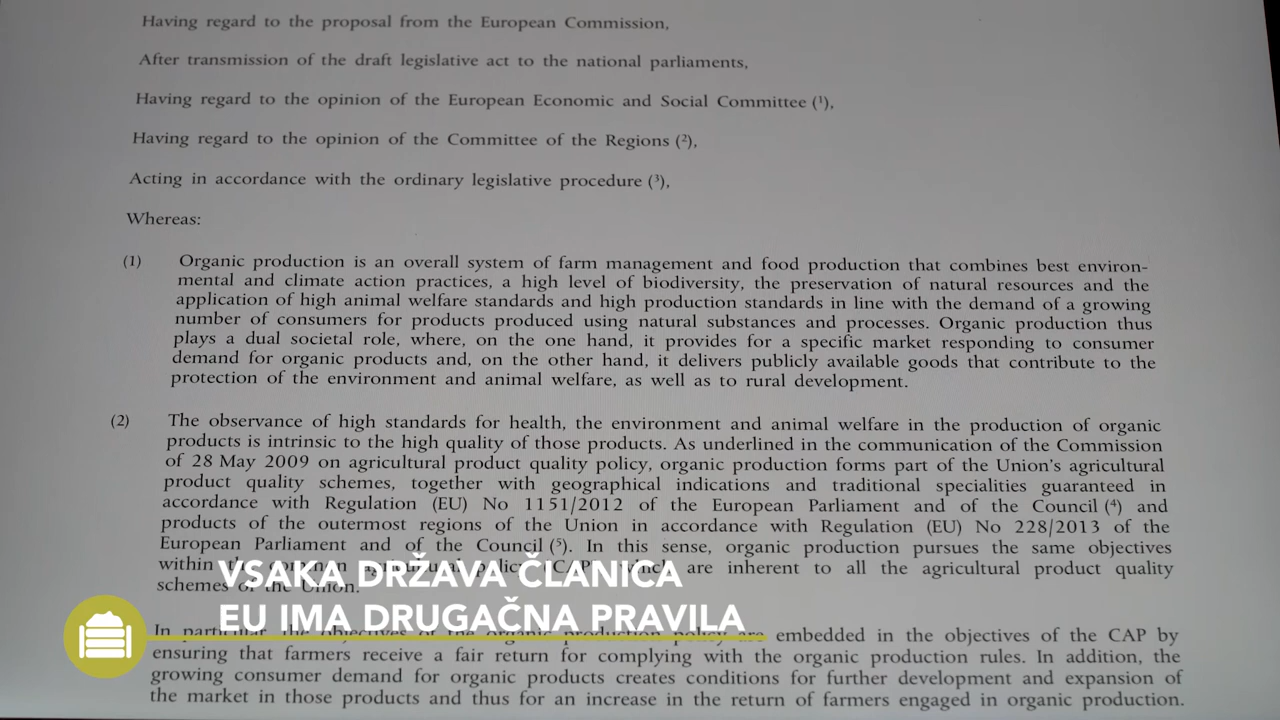 Having regard to the proposal from the European Commission,
After transmission of the draft legislative act to the national parliaments,
Having regard to the opinion of the European Economic and Social Committee (¹),
Having regard to the opinion of the Committee of the Regions (²),
Acting in accordance with the ordinary legislative procedure (³),
Whereas:
(1) Organic production is an overall system of farm management and food production that combines best environ-
mental and climate action practices, a high level of biodiversity, the preservation of natural resources and the
application of high animal welfare standards and high production standards in line with the demand of a growing
number of consumers for products produced using natural substances and processes. Organic production thus
plays a dual societal role, where, on the one hand, it provides for a specific market responding to consumer
demand for organic products and, on the other hand, it delivers publicly available goods that contribute to the
protection of the environment and animal welfare, as well as to rural development.
(2) The observance of high standards for health, the environment and animal welfare in the production of organic
products is intrinsic to the high quality of those products. As underlined in the communication of the Commission
of 28 May 2009 on agricultural product quality policy, organic production forms part of the Union's agricultural
product quality schemes, together with geographical indications and traditional specialities guaranteed in
accordance with Regulation (EU) No 1151/2012 of the European Parliament and of the Council (⁴) and
products of the outermost regions of the Union in accordance with Regulation (EU) No 228/2013 of the
European Parliament and of the Council (⁵). In this sense, organic production pursues the same objectives
within are inherent to all the agricultural product quality
schemes of the Union.
VSAKA DRŽAVA ČLANICA
EU IMA DRUGAČNA PRAVILA
In particular, the objectives of the organic production policy are embedded in the objectives of the CAP by
ensuring that farmers receive a fair return for complying with the organic production rules. In addition, the
growing consumer demand for organic products creates conditions for further development and expansion of
the market in those products and thus for an increase in the return of farmers engaged in organic production.